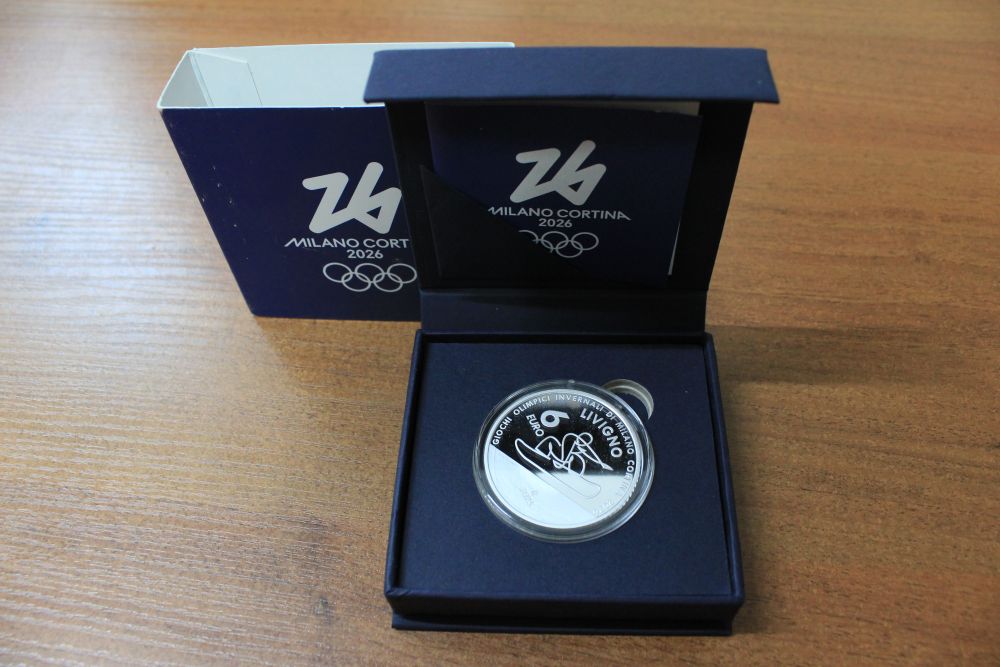 26
MILANO CORT
2026
26
MILANO CORTINA
2026
GIOCHI OLIMPICI INVERNALI DI MILANO CORTINA
LIVIGNO
6
EURO